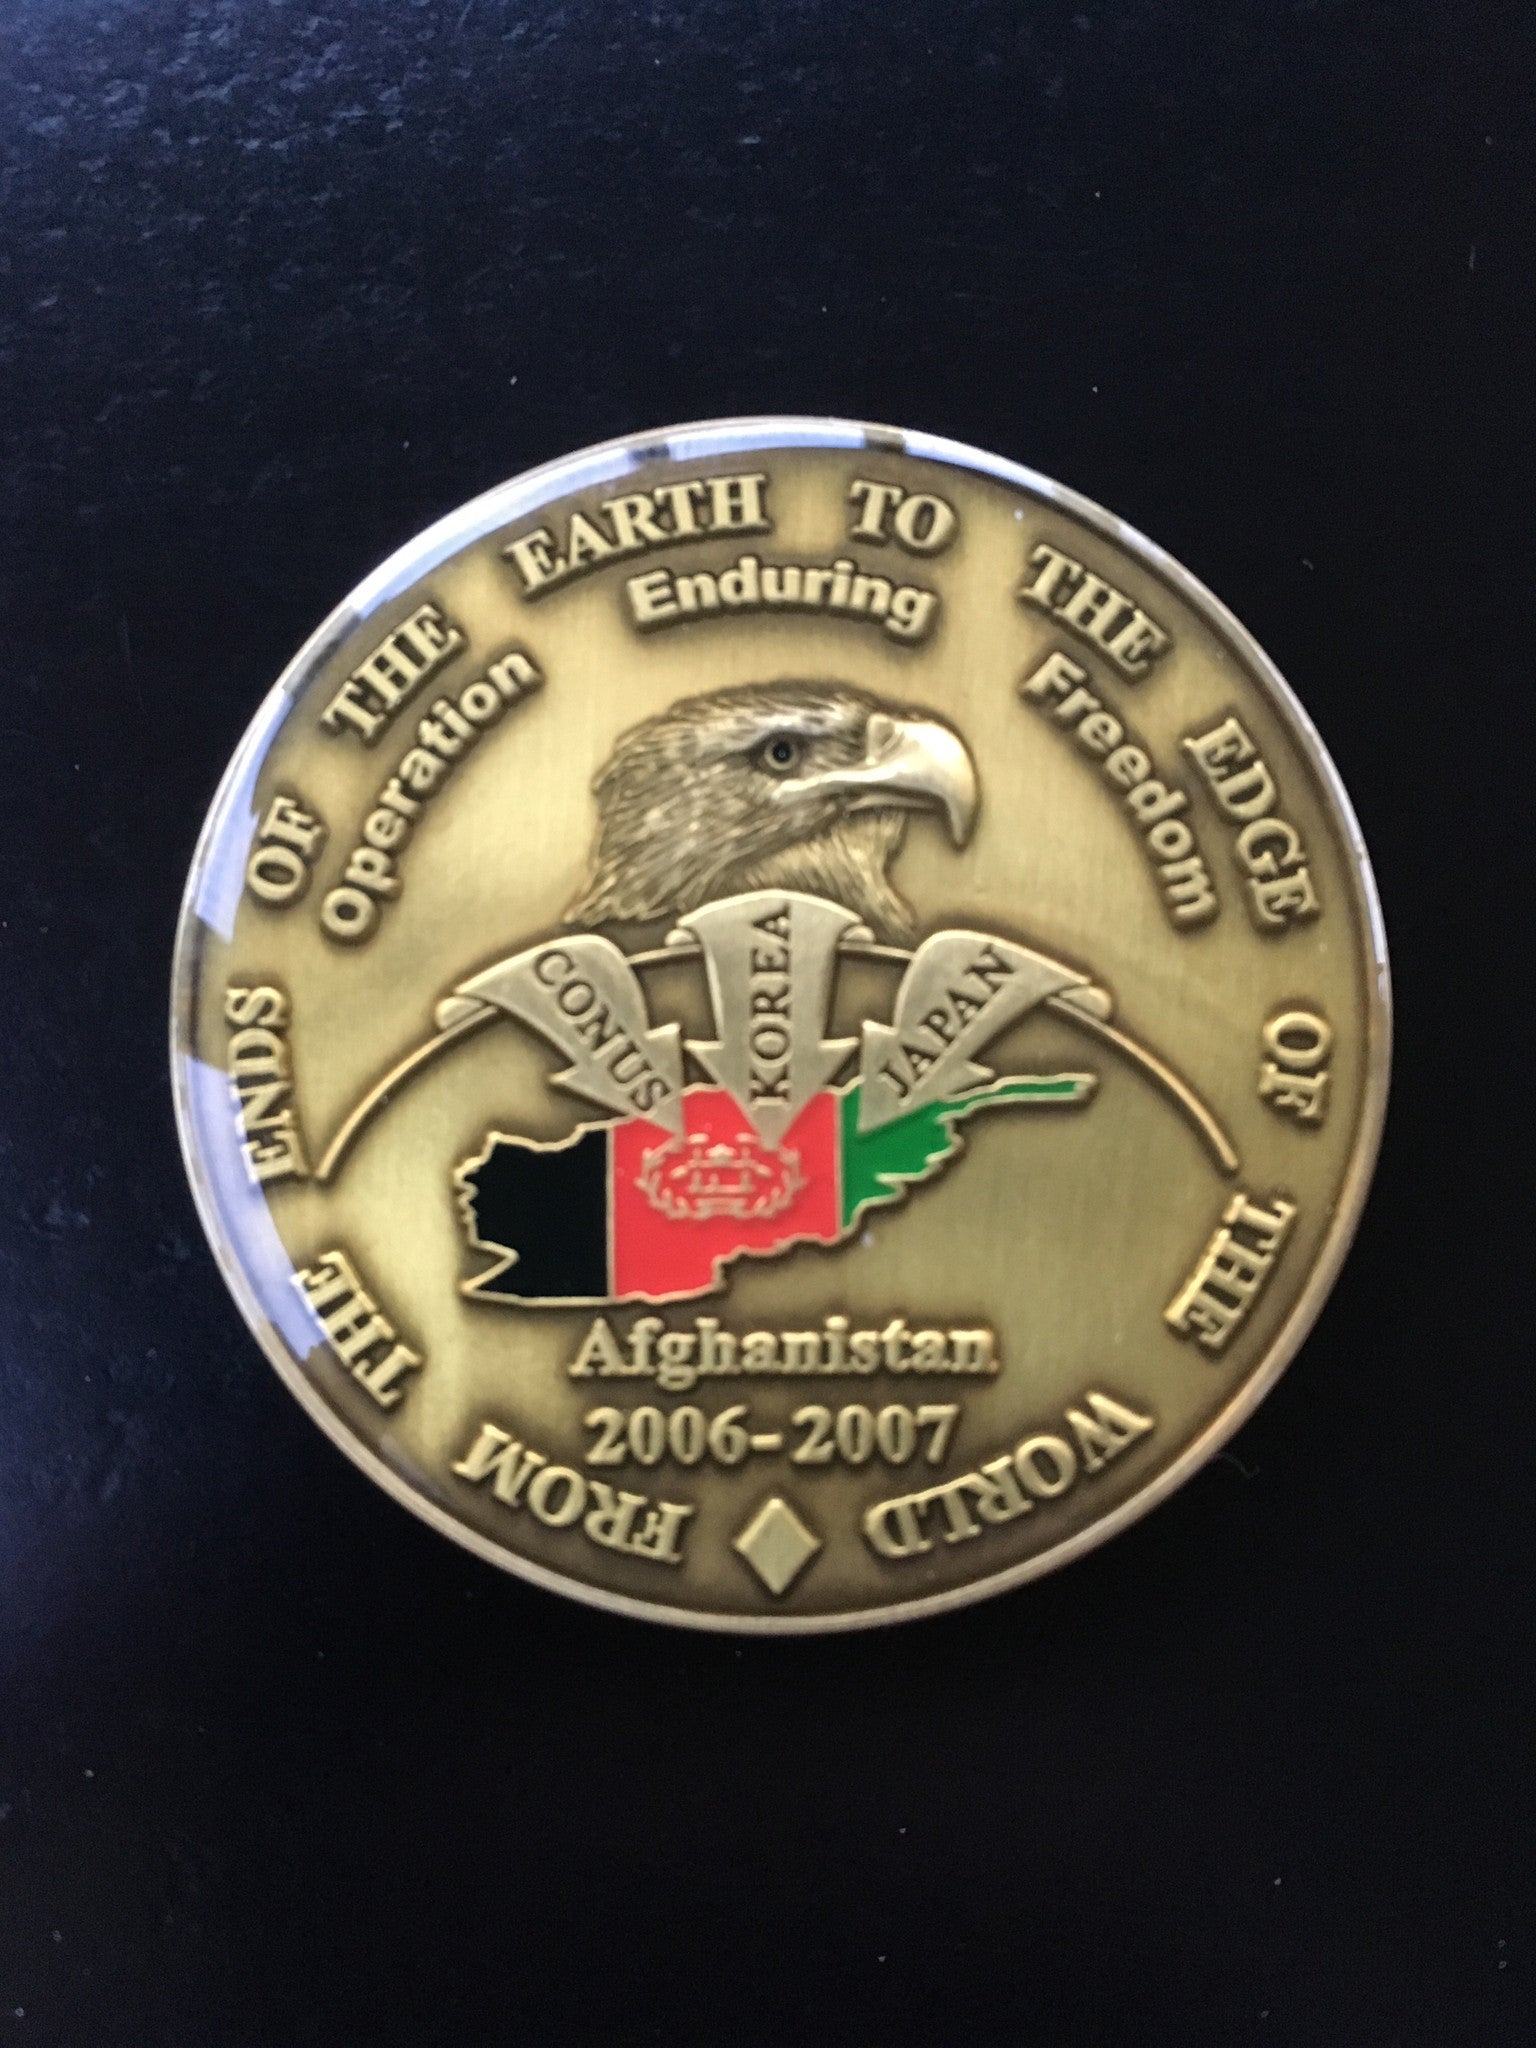 FROM THE ENDS OF THE EARTH TO THE EDGE OF THE WORLD
Operation Enduring Freedom
CONUS
KOREA
JAPAN
Afghanistan
2006-2007